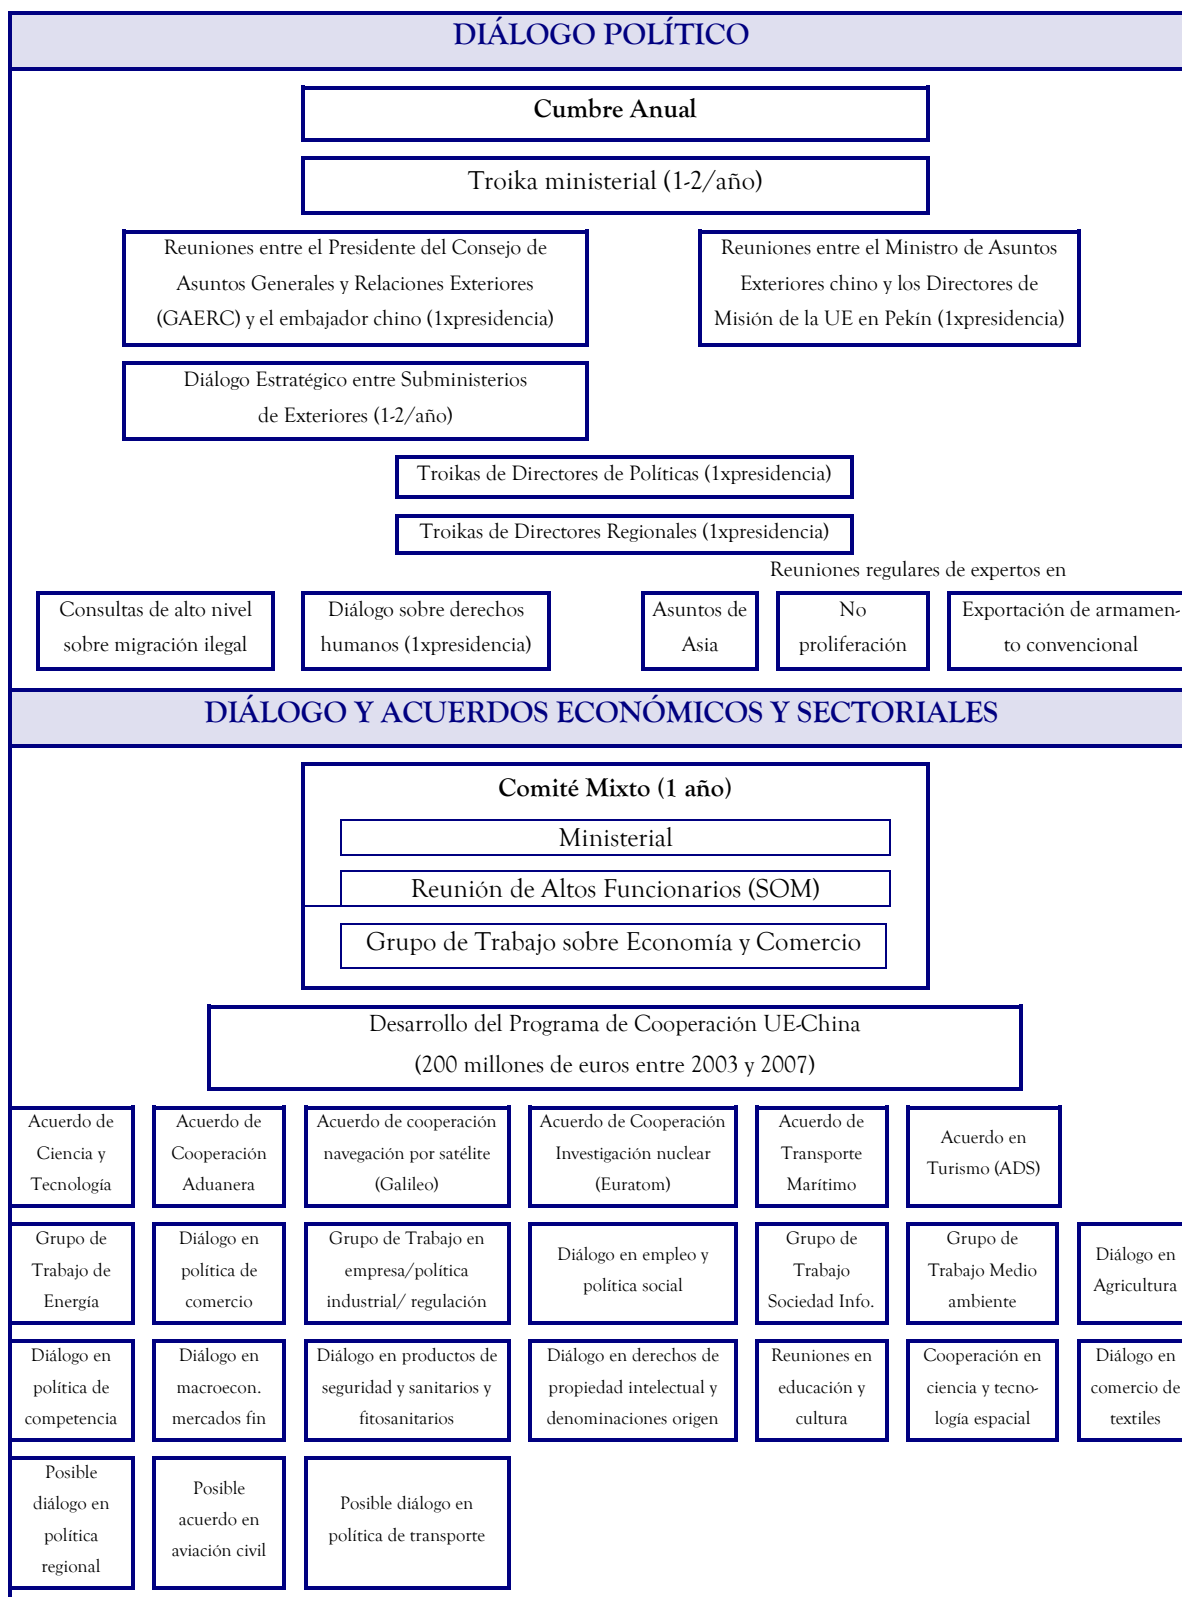 DIÁLOGO POLÍTICO
Cumbre Anual
Troika ministerial (1-2/año)
Reuniones entre el Presidente del Consejo de
Asuntos Generales y Relaciones Exteriores
(GAERC) y el embajador chino (1xpresidencia)
Reuniones entre el Ministro de Asuntos
Exteriores chino y los Directores de
Misión de la UE en Pekín (1xpresidencia)
Diálogo Estratégico entre Subministerios
de Exteriores (1-2/año)
Troikas de Directores de Políticas (1xpresidencia)
Troikas de Directores Regionales (1xpresidencia)
Reuniones regulares de expertos en
Consultas de alto nivel
sobre migración ilegal
Diálogo sobre derechos
humanos (1xpresidencia)
Asuntos de
Asia
No
proliferación
Exportación de armamen-
to convencional
DIÁLOGO Y ACUERDOS ECONÓMICOS Y SECTORIALES
Comité Mixto (1 año)
Ministerial
Reunión de Altos Funcionarios (SOM)
Grupo de Trabajo sobre Economía y Comercio
Desarrollo del Programa de Cooperación UE-China
(200 millones de euros entre 2003 y 2007)
Acuerdo de
Ciencia y
Tecnología
Acuerdo de
Cooperación
Aduanera
Acuerdo de cooperación
navegación por satélite
(Galileo)
Acuerdo de Cooperación
Investigación nuclear
(Euratom)
Acuerdo de
Transporte
Marítimo
Acuerdo en
Turismo (ADS)
Grupo de
Trabajo de
Energía
Diálogo en
política de
comercio
Grupo de Trabajo en
empresa/política
industrial/ regulación
Diálogo en empleo y
política social
Grupo de
Trabajo
Sociedad Info.
Grupo de
Trabajo Medio
ambiente
Diálogo en
Agricultura
Diálogo en
política de
competencia
Diálogo en
macroecon.
mercados fin
Diálogo en productos de
seguridad y sanitarios y
fitosanitarios
Diálogo en derechos de
propiedad intelectual y
denominaciones origen
Reuniones en
educación y
cultura
Cooperación en
ciencia y tecno-
logía espacial
Diálogo en
comercio de
textiles
Posible
diálogo en
política
regional
Posible
acuerdo en
aviación civil
Posible diálogo en
política de transporte